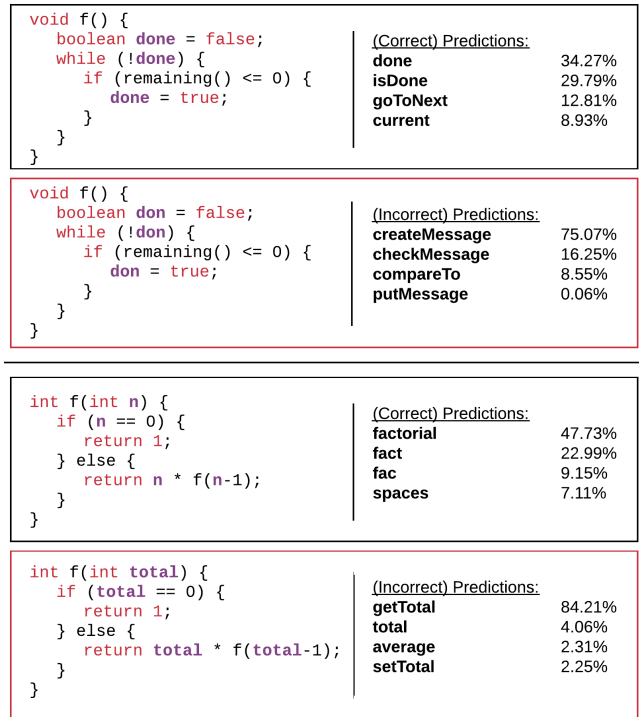 void f() {
boolean done = false;
while (!done) {
if (remaining() <= 0) {
done = true;
}
}
}
(Correct) Predictions:
done 34.27%
isDone 29.79%
goToNext 12.81%
current 8.93%
void f() {
boolean don = false;
while (!don) {
if (remaining() <= 0) {
don = true;
}
}
}
(Incorrect) Predictions:
createMessage 75.07%
checkMessage 16.25%
compareTo 8.55%
putMessage 0.06%
int f(int n) {
if (n == 0) {
return 1;
} else {
return n * f(n-1);
}
}
(Correct) Predictions:
factorial 47.73%
fact 22.99%
fac 9.15%
spaces 7.11%
int f(int total) {
if (total == 0) {
return 1;
} else {
return total * f(total-1);
}
}
(Incorrect) Predictions:
getTotal 84.21%
total 4.06%
average 2.31%
setTotal 2.25%